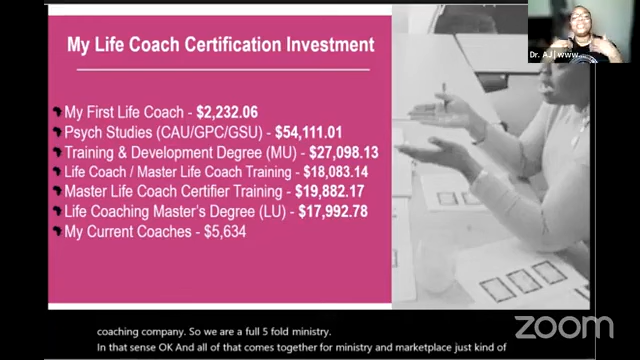 My Life Coach Certification Investment
Dr. AJ | www...
My First Life Coach - $2,232.06
Psych Studies (CAU/GPC/GSU) - $54,111.01
Training & Development Degree (MU) - $27,098.13
Life Coach / Master Life Coach Training - $18,083.14
Master Life Coach Certifier Training - $19,882.17
Life Coaching Master's Degree (LU) - $17,992.78
My Current Coaches - $5,634
coaching company. So we are a full 5 fold ministry.
In that sense OK And all of that comes together for ministry and marketplace just kind of
zoom